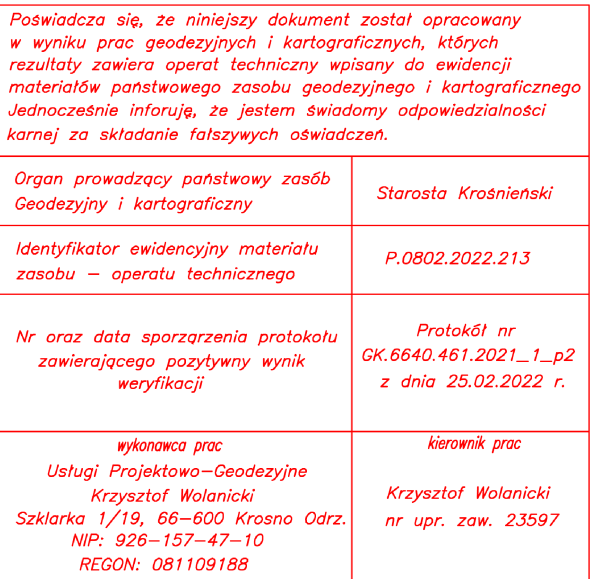 Poświadcza się, że niniejszy dokument został opracowany
w wyniku prac geodezyjnych i kartograficznych, których
rezultaty zawiera operat techniczny wpisany do ewidencji
materiałów państwowego zasobu geodezyjnego i kartograficznego
Jednocześnie inforuję, że jestem świadomy odpowiedzialności
karnej za składanie fałszywych oświadczeń.
Organ prowadzący państwowy zasób
Geodezyjny i kartograficzny
Starosta Krośnieński
Identyfikator ewidencyjny materiału
zasobu – operatu technicznego
P.0802.2022.213
Nr oraz data sporząrzenia protokołu
zawierającego pozytywny wynik
weryfikacji
Protokół nr
GK.6640.461.2021_1_p2
z dnia 25.02.2022 r.
wykonawca prac
Usługi Projektowo–Geodezyjne
Krzysztof Wolanicki
Szklarka 1/19, 66–600 Krosno Odrz.
NIP: 926–157–47–10
REGON: 081109188
kierownik prac
Krzysztof Wolanicki
nr upr. zaw. 23597